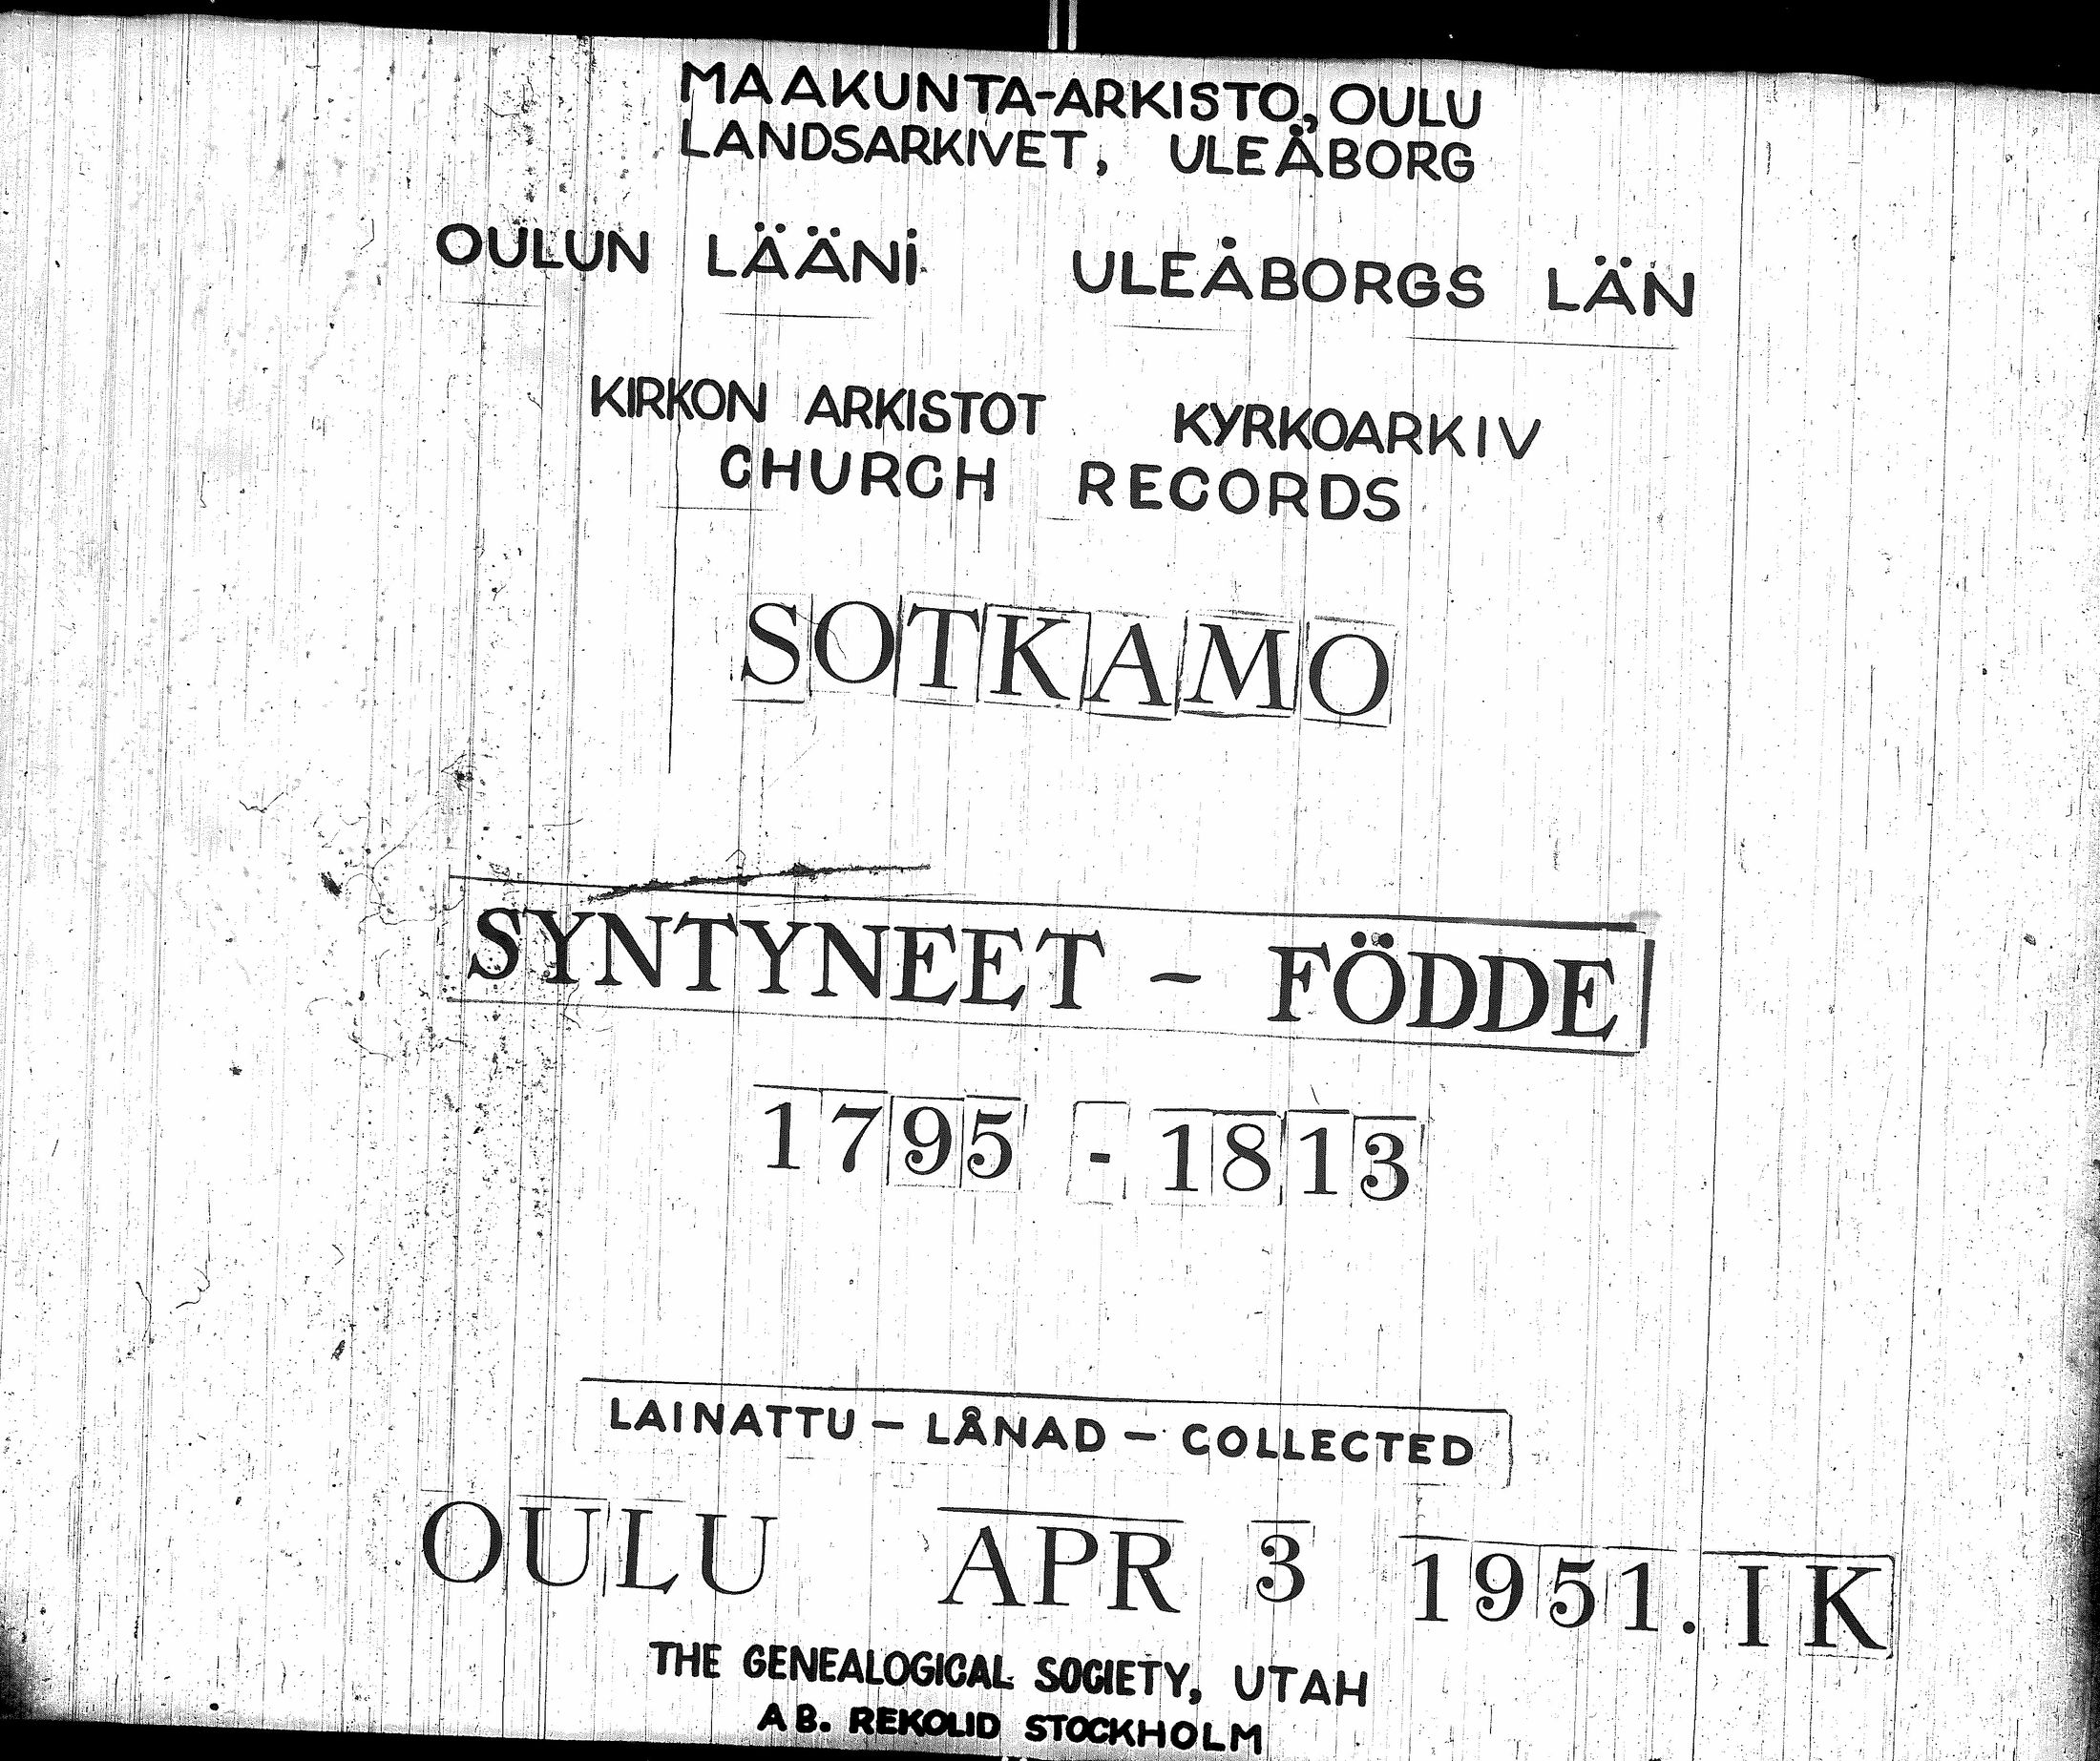 MAAKUNTA-ARKISTO, OULU
LANDSARKIVET, ULEÅBORG
OULUN LÄÄNI ULEÅBORGS LÄN
KIRKON ARKISTOT KYRKOARKIV
CHURCH RECORDS
SOTKAMO
SYNTYNEET - FÖDDE
1795 - 1813
LAINATTU - LÅNAD - COLLECTED
OULU APR 3 1951. IK
THE GENEALOGICAL SOCIETY, UTAH
AB. REKOLID STOCKHOLM